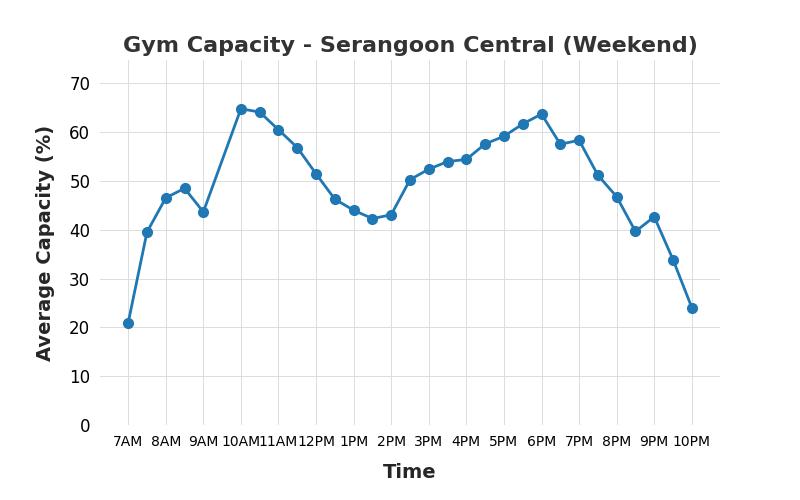 Gym Capacity - Serangoon Central (Weekend)
Average Capacity (%)
70
60
50
40
30
20
10
0
7AM 8AM 9AM 10AM 11AM 12PM 1PM 2PM 3PM 4PM 5PM 6PM 7PM 8PM 9PM 10PM
Time